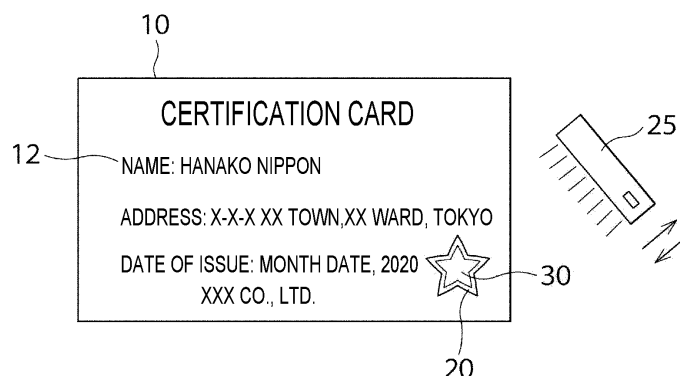 10
CERTIFICATION CARD
25
12
NAME: HANAKO NIPPON
ADDRESS: X-X-X XX TOWN,XX WARD, TOKYO
DATE OF ISSUE: MONTH DATE, 2020
30
XXX CO., LTD.
20